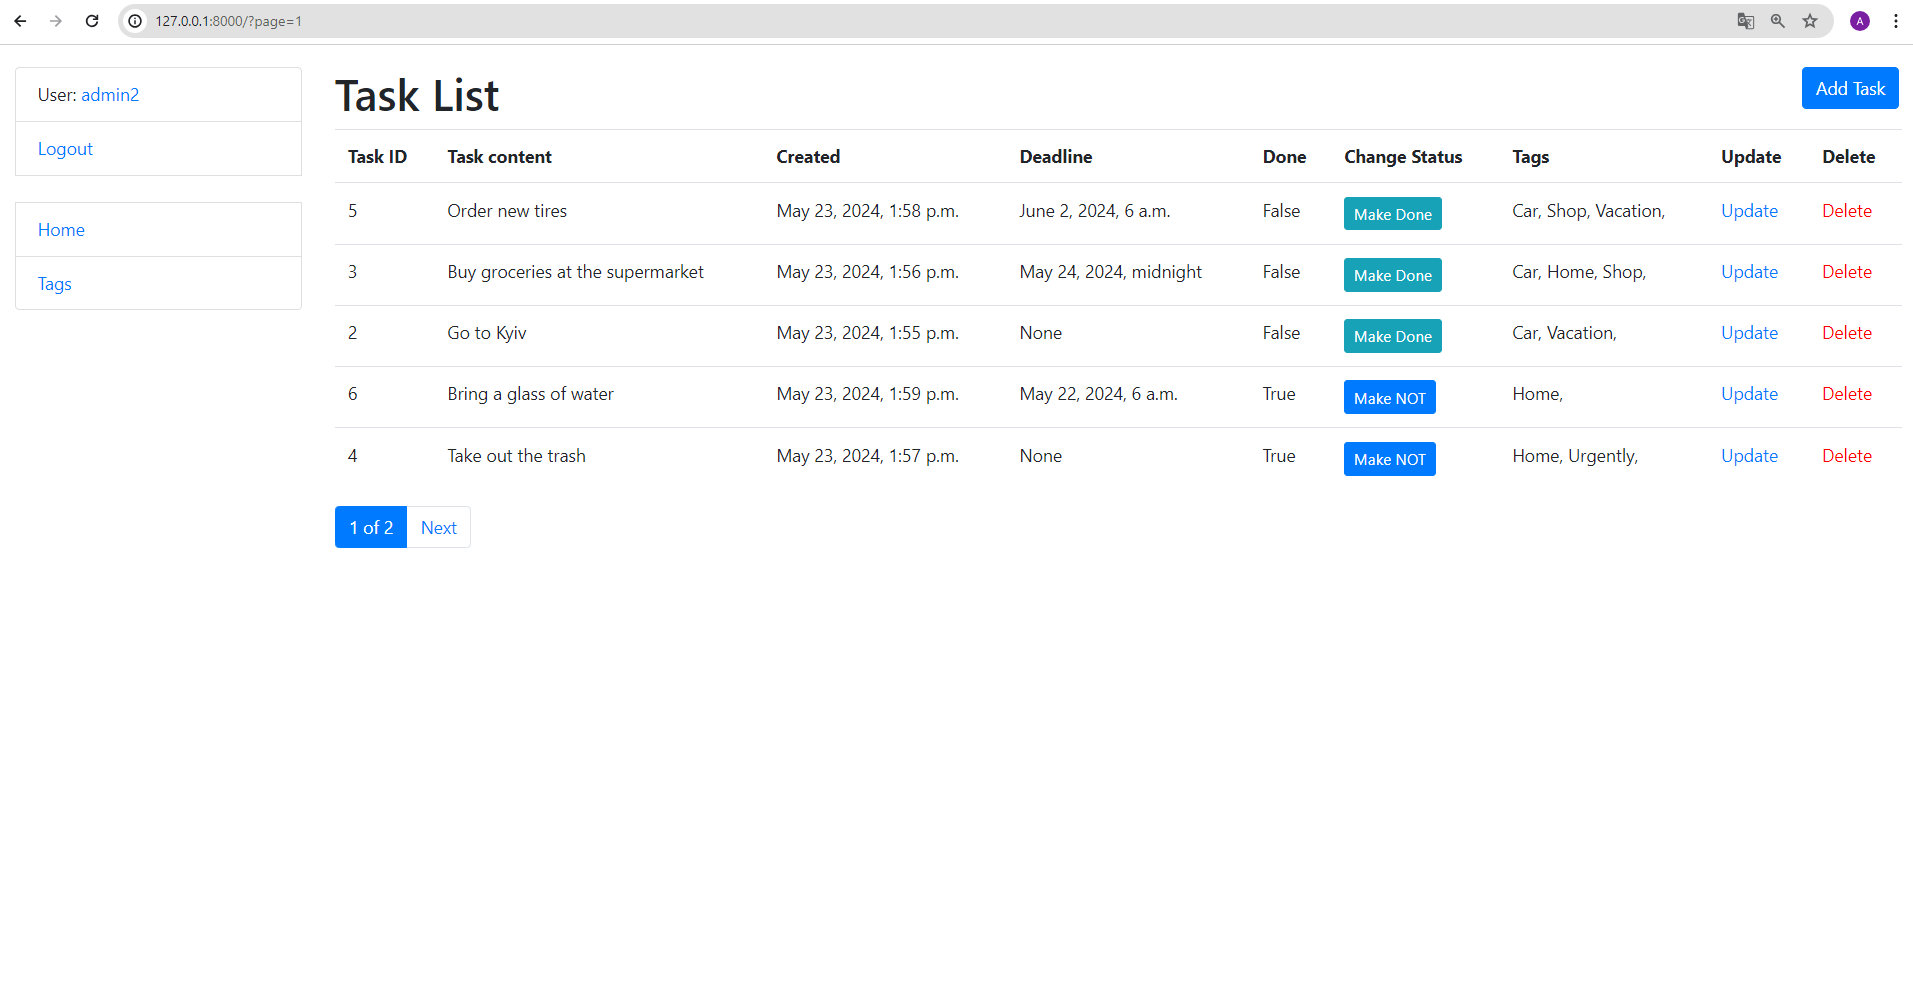 127.0.0.1:8000/?page=1
A
User: admin2
Logout
Home
Tags
Task List
Add Task
Task ID Task content Created Deadline Done Change Status Tags Update Delete
5 Order new tires May 23, 2024, 1:58 p.m. June 2, 2024, 6 a.m. False Make Done Car, Shop, Vacation, Update Delete
3 Buy groceries at the supermarket May 23, 2024, 1:56 p.m. May 24, 2024, midnight False Make Done Car, Home, Shop, Update Delete
2 Go to Kyiv May 23, 2024, 1:55 p.m. None False Make Done Car, Vacation, Update Delete
6 Bring a glass of water May 23, 2024, 1:59 p.m. May 22, 2024, 6 a.m. True Make NOT Home, Update Delete
4 Take out the trash May 23, 2024, 1:57 p.m. None True Make NOT Home, Urgently, Update Delete
1 of 2 Next